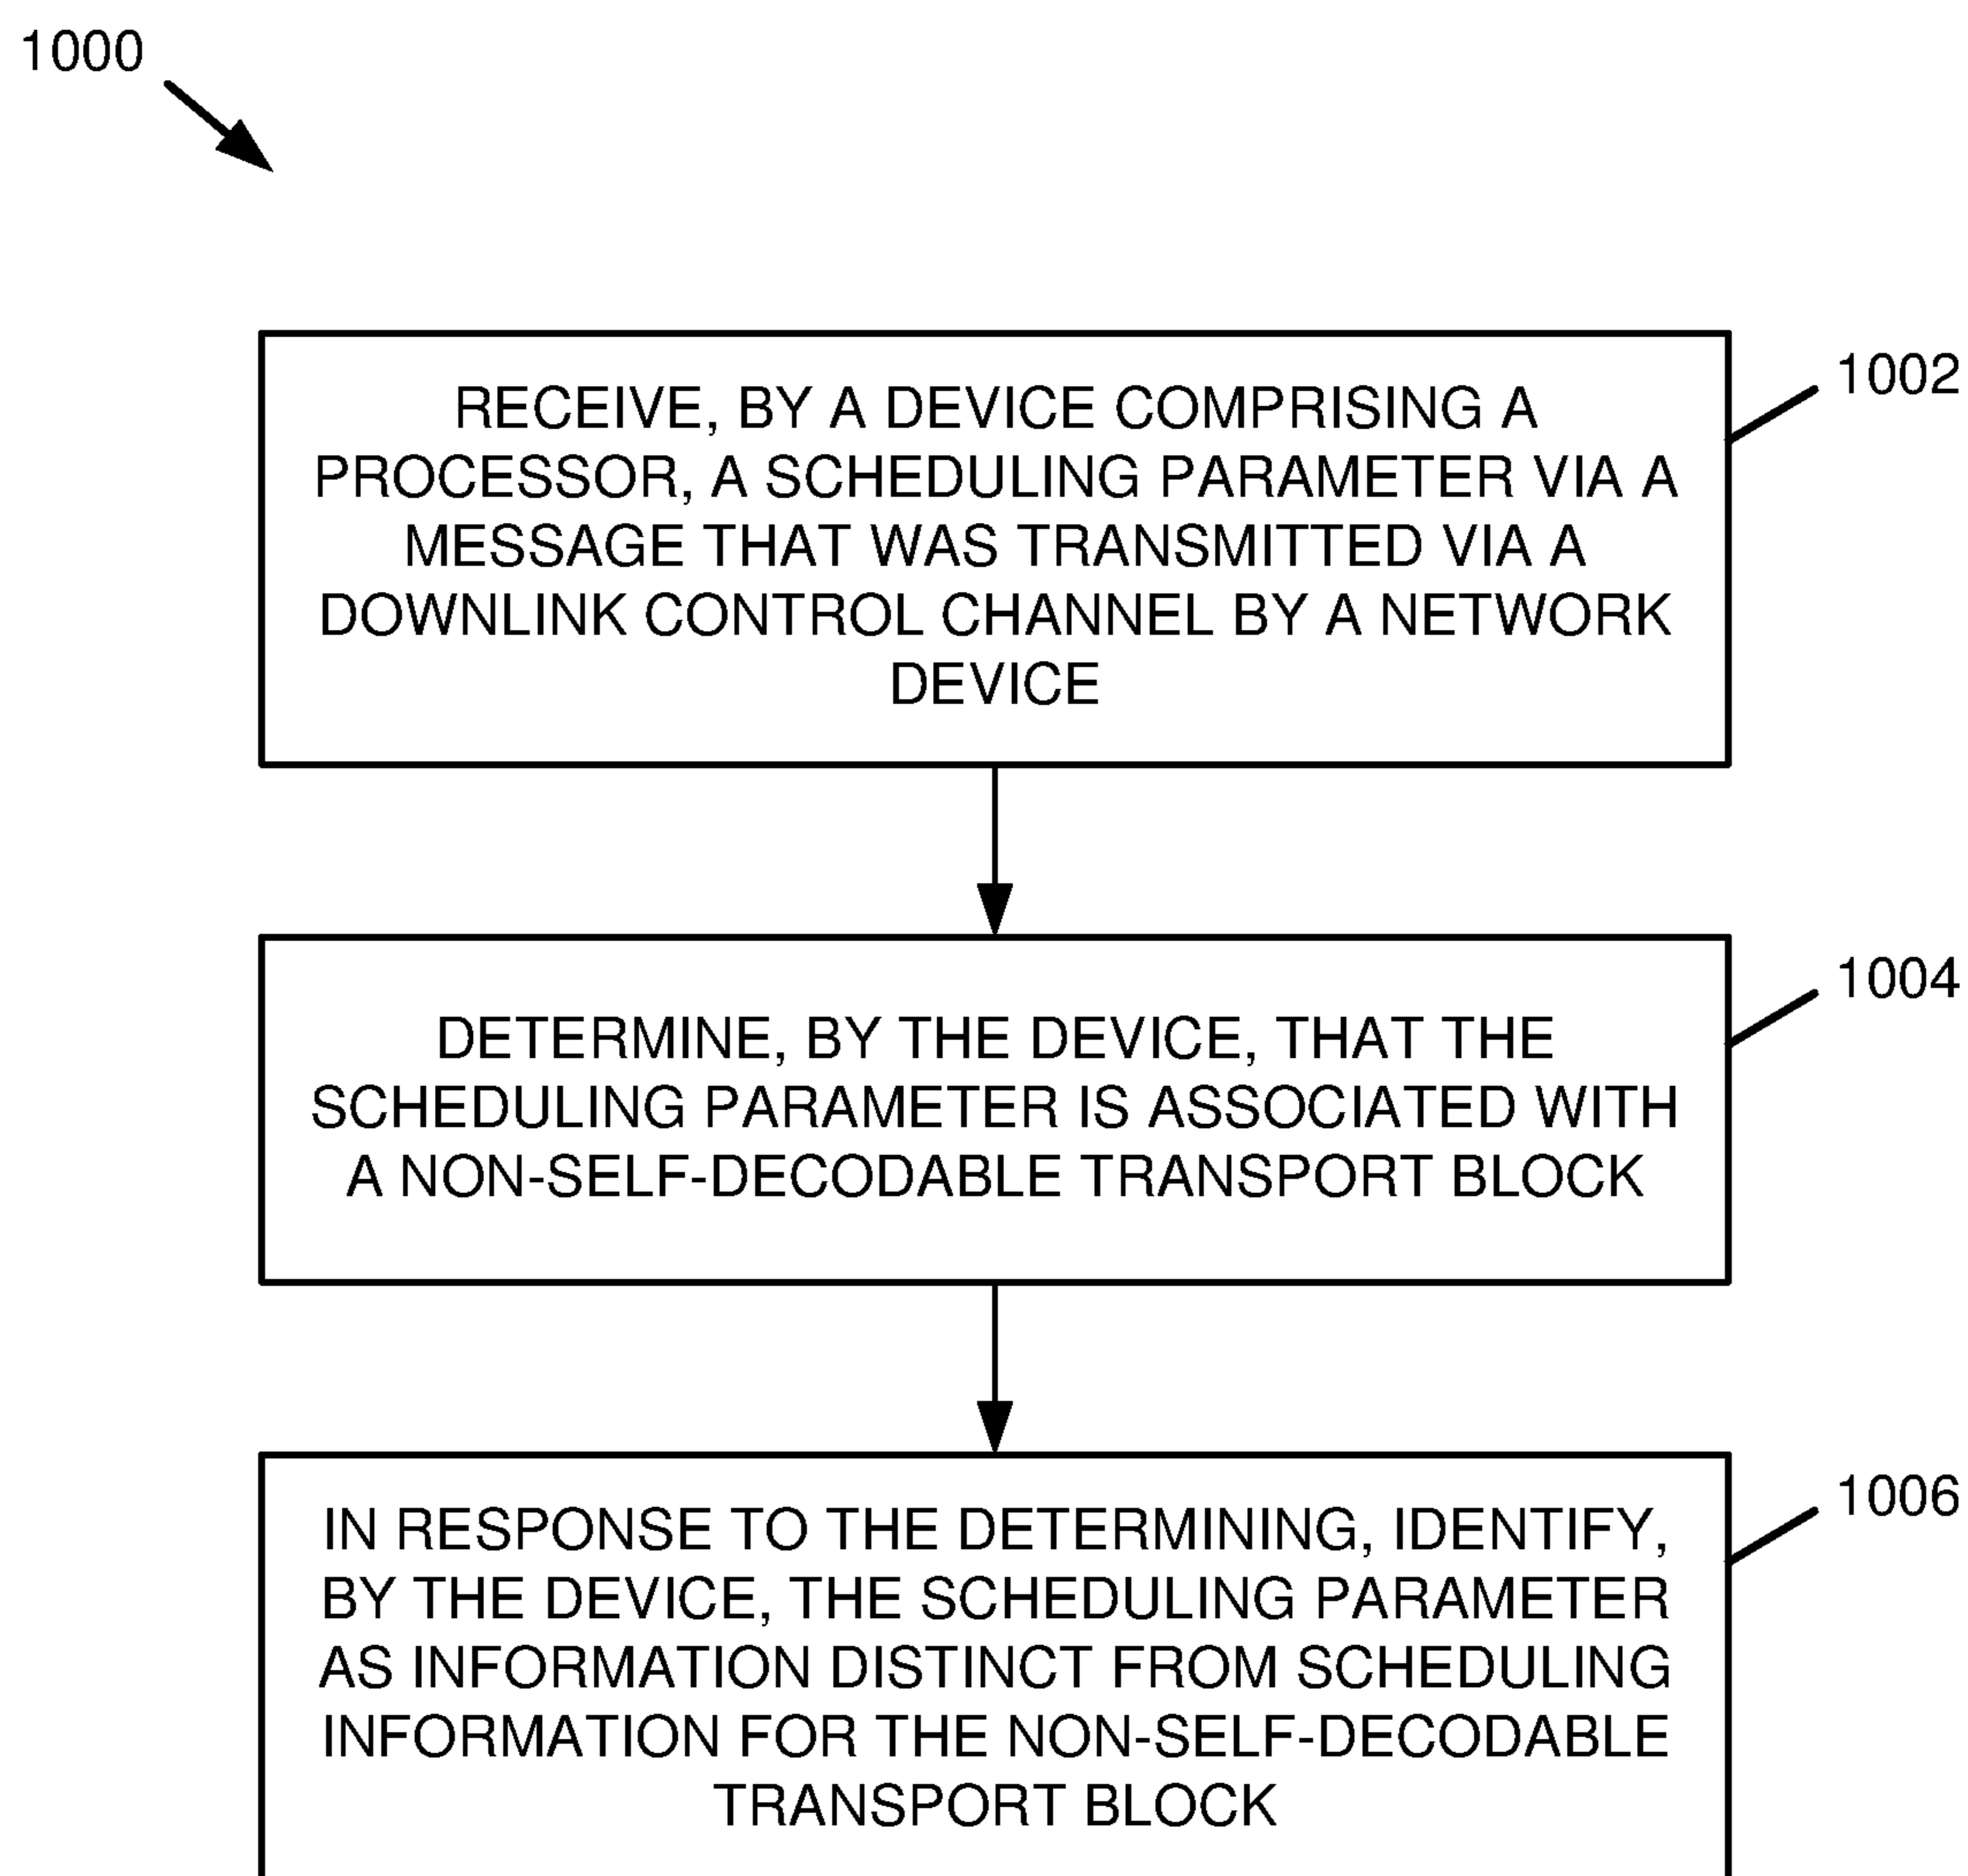 1000
RECEIVE, BY A DEVICE COMPRISING A
PROCESSOR, A SCHEDULING PARAMETER VIA A
MESSAGE THAT WAS TRANSMITTED VIA A
DOWNLINK CONTROL CHANNEL BY A NETWORK
DEVICE
1002
DETERMINE, BY THE DEVICE, THAT THE
SCHEDULING PARAMETER IS ASSOCIATED WITH
A NON-SELF-DECODABLE TRANSPORT BLOCK
1004
IN RESPONSE TO THE DETERMINING, IDENTIFY,
BY THE DEVICE, THE SCHEDULING PARAMETER
AS INFORMATION DISTINCT FROM SCHEDULING
INFORMATION FOR THE NON-SELF-DECODABLE
TRANSPORT BLOCK
1006